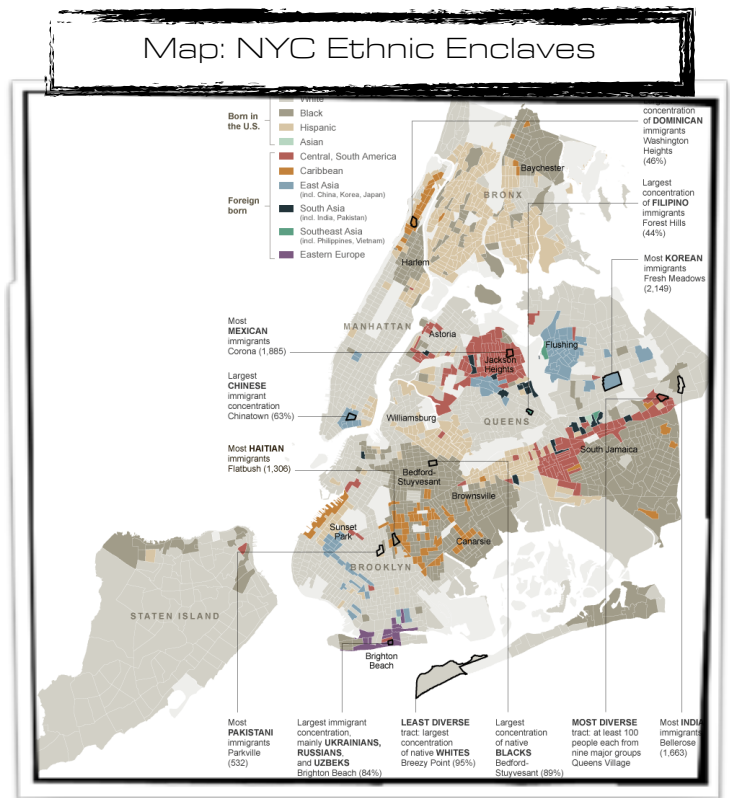 Map: NYC Ethnic Enclaves
Born in
the U.S.
White
Black
Hispanic
Asian
Foreign
born
Central, South America
Caribbean
East Asia
(incl. China, Korea, Japan)
South Asia
(incl. India, Pakistan)
Southeast Asia
(incl. Philippines, Vietnam)
Eastern Europe
concentration
of DOMINICAN
immigrants
Washington
Heights
(46%)
Largest
concentration
of FILIPINO
immigrants
Forest Hills
(44%)
Most KOREAN
immigrants
Fresh Meadows
(2,149)
Most
MEXICAN
immigrants
Corona (1,885)
Largest
CHINESE
immigrant
concentration
Chinatown (63%)
Most HAITIAN
immigrants
Flatbush (1,306)
Baychester
BRONX
Harlem
MANHATTAN
Astoria
Flushing
Jackson
Heights
Williamsburg
QUEENS
South Jamaica
Bedford-
Stuyvesant
Brownsville
Sunset
Park
Canarsie
BROOKLYN
STATEN ISLAND
Brighton
Beach
Most
PAKISTANI
immigrants
Parkville
(532)
Largest immigrant
concentration,
mainly UKRAINIANS,
RUSSIANS,
and UZBEKS
Brighton Beach (84%)
LEAST DIVERSE
tract: largest
concentration
of native WHITES
Breezy Point (95%)
Largest
concentration
of native
BLACKS
Bedford-
Stuyvesant (89%)
MOST DIVERSE
tract: at least 100
people each from
nine major groups
Queens Village
Most INDIA
immigrants
Bellerose
(1,663)